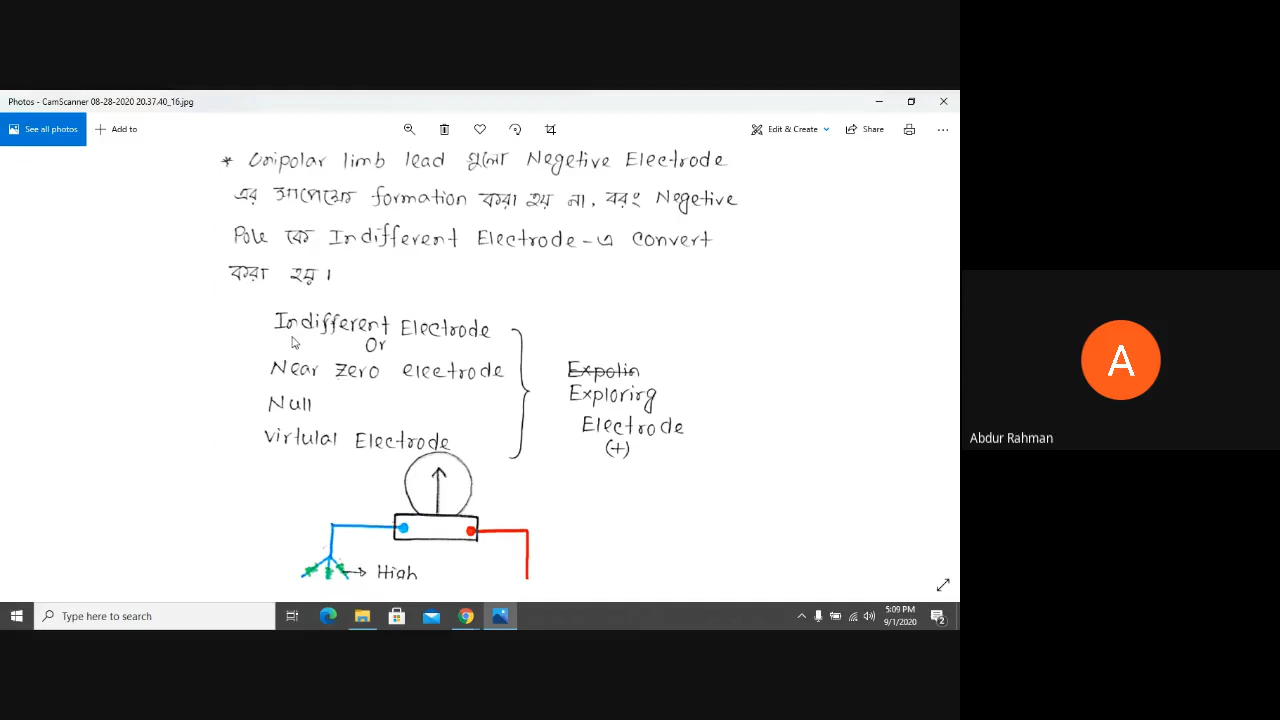 Photos - CamScanner 08-28-2020 20.37.40_16.jpg
See all photos
Add to
Edit & Create
Share
* Unipolar limb lead গুলো Negetive Electrode
এর সাপেক্ষে formation করা হয় না, বরং Negetive
Pole কে Indifferent Electrode-এ convert
করা হয়।
Indifferent Electrode
Or
Near Zero electrode
Null
Virtulal Electrode
Expolin
Exploring
Electrode
(+)
High
A
Abdur Rahman
Type here to search
5:09 PM
9/1/2020
2